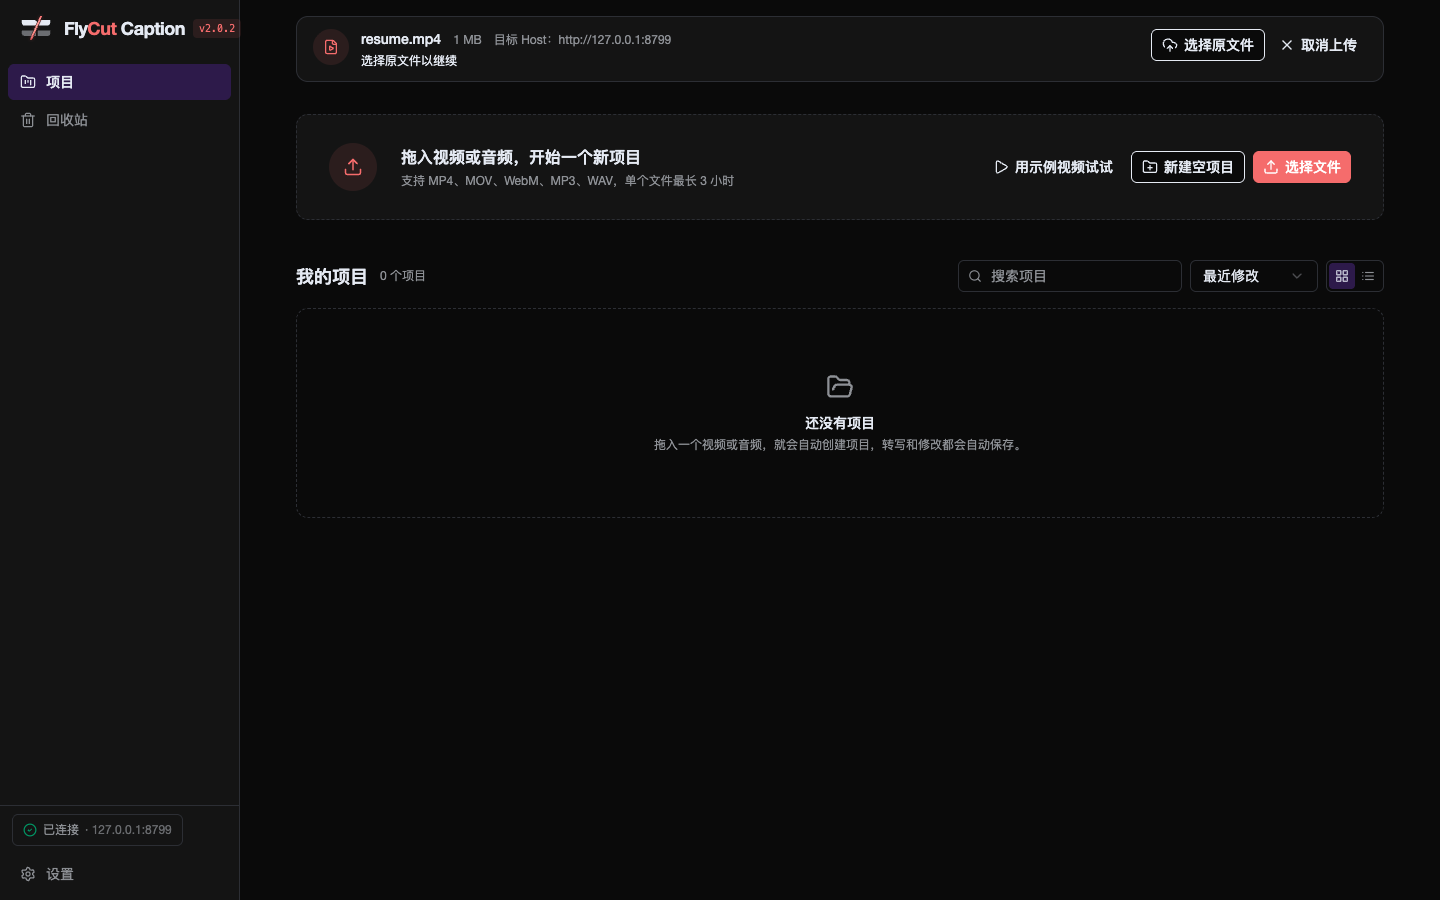 FlyCut Caption v2.0.2
项目
回收站
resume.mp4 1 MB 目标 Host：http://127.0.0.1:8799
选择原文件以继续
选择原文件
取消上传
拖入视频或音频，开始一个新项目
支持 MP4、MOV、WebM、MP3、WAV，单个文件最长 3 小时
用示例视频试试
新建空项目
选择文件
我的项目 0 个项目
搜索项目
最近修改
还没有项目
拖入一个视频或音频，就会自动创建项目，转写和修改都会自动保存。
已连接 · 127.0.0.1:8799
设置